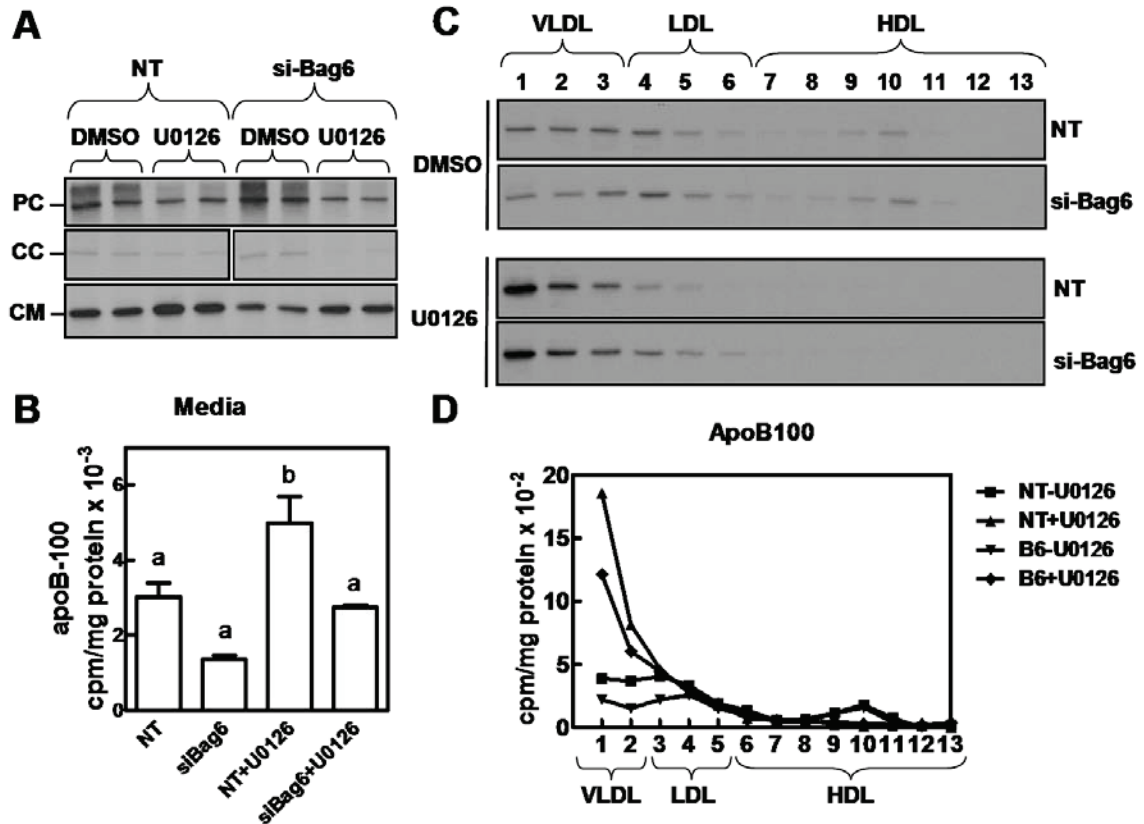 A
NT si-Bag6
DMSO U0126 DMSO U0126
PC
CC
CM
B
Media
apoB-100
cpm/mg protein x 10-3
6
4
2
0
a
a
b
a
NT
siBag6
NT+U0126
siBag6+U0126
C
VLDL LDL HDL
1 2 3 4 5 6 7 8 9 10 11 12 13
DMSO
NT
si-Bag6
U0126
NT
si-Bag6
D
ApoB100
cpm/mg protein x 10-2
20
15
10
5
0
1 2 3 4 5 6 7 8 9 10 11 12 13
VLDL LDL HDL
NT-U0126
NT+U0126
B6-U0126
B6+U0126